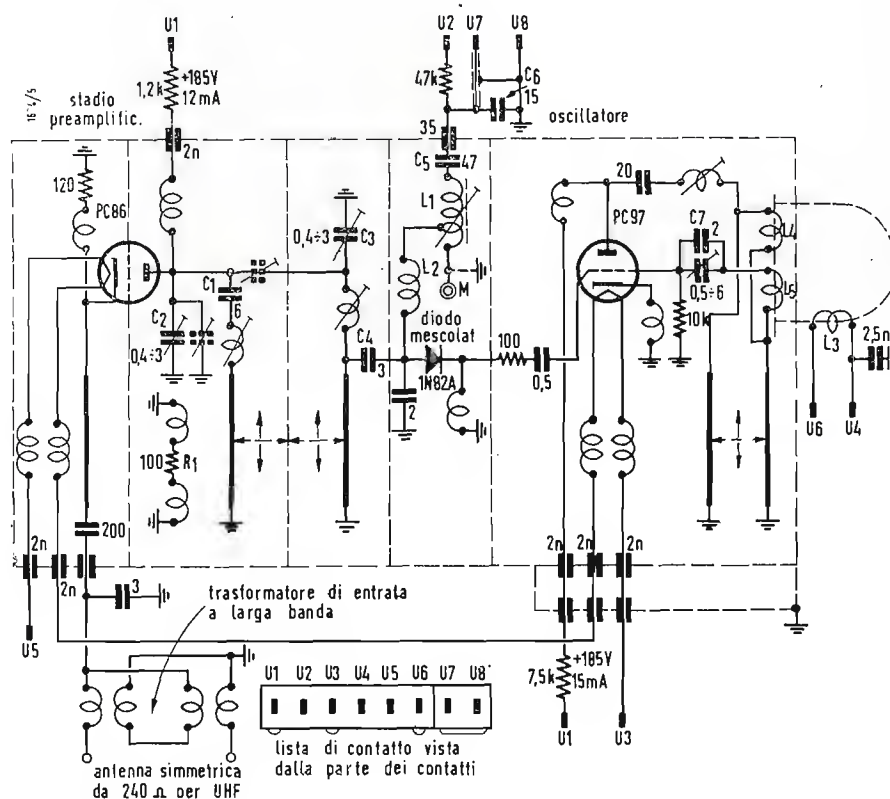 U1
U2
U7
U8
1,2k
+185V
12mA
47k
C6
15
stadio
preamplific.
oscillatore
2n
35
C5
47
120
PC86
L1
20
PC97
C7
2
L4
0,4÷3
C3
C1
6
L2
M
0,5÷6
L5
C2
0,4÷3
C4
3
diodo
mescolat
1N82A
100
0,5
10k
L3
2,5n
2
U6
U4
100
R1
200
2n
2n
3
2n
2n
2n
trasformatore di entrata
a larga banda
U5
U1
U2
U3
U4
U5
U6
U7
U8
7,5k
+185V
15mA
U1
U3
lista di contatto vista
dalla parte dei contatti
antenna simmetrica
da 240 Ω per UHF